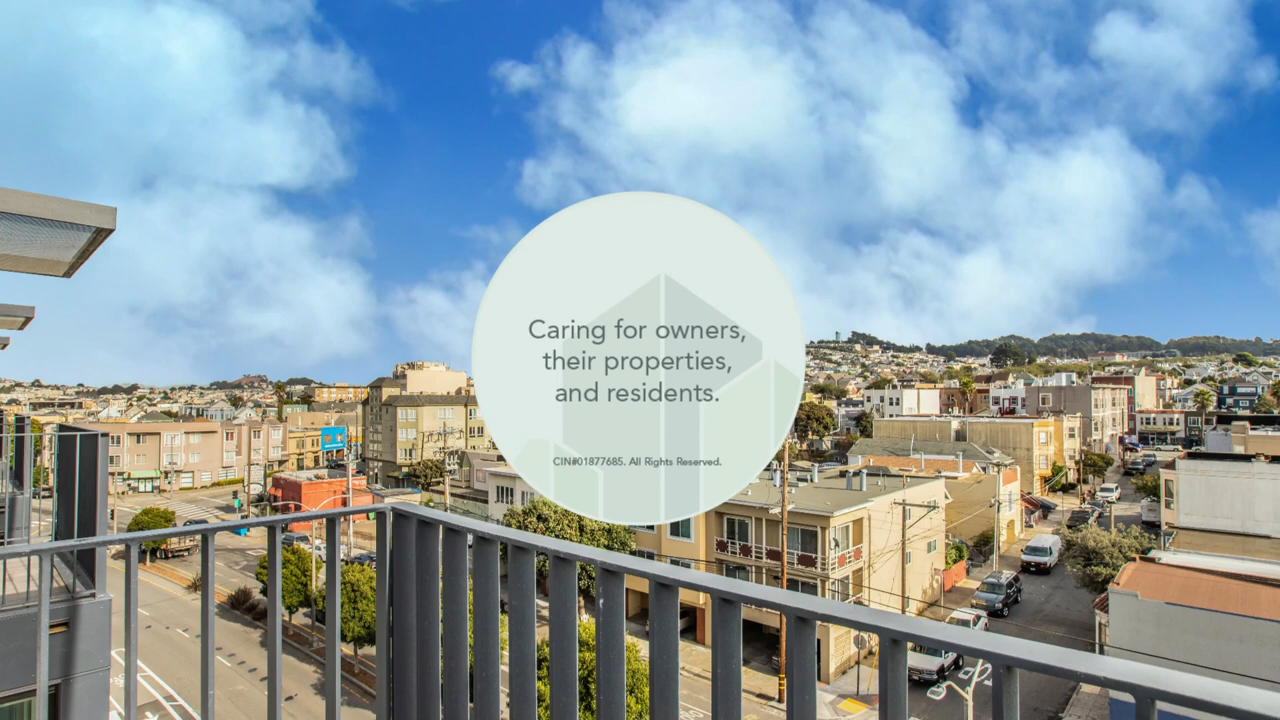 Caring for owners,
their properties,
and residents.
CIN#01877685. All Rights Reserved.